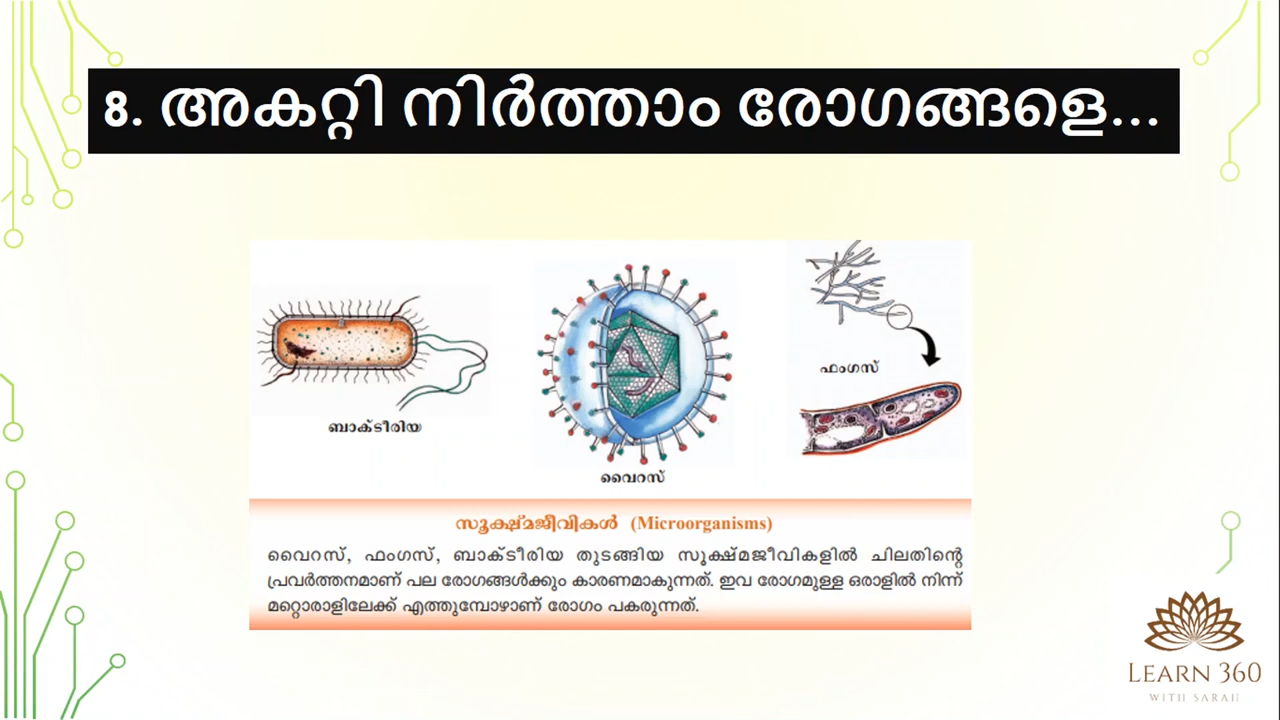 8. അകറ്റി നിർത്താം രോഗങ്ങളെ...
ബാക്ടീരിയ
വൈറസ്
ഫംഗസ്
സൂക്ഷ്മജീവികൾ (Microorganisms)
വൈറസ്, ഫംഗസ്, ബാക്ടീരിയ തുടങ്ങിയ സൂക്ഷ്മജീവികളിൽ ചിലതിന്റെ
പ്രവർത്തനമാണ് പല രോഗങ്ങൾക്കും കാരണമാകുന്നത്. ഇവ രോഗമുള്ള ഒരാളിൽ നിന്ന്
മറ്റൊരാളിലേക്ക് എത്തുമ്പോഴാണ് രോഗം പകരുന്നത്.
LEARN 360
WITH SARAH